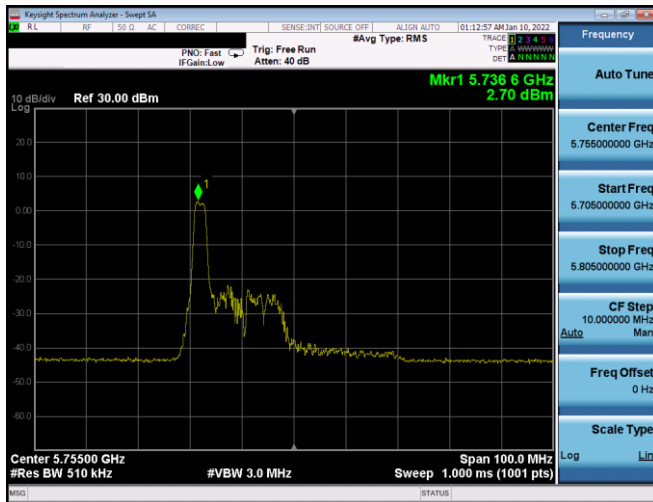 Keysight Spectrum Analyzer - Swept SA
RL RF 50 Ω AC CORREC SENSE:INT SOURCE OFF ALIGN AUTO 01:12:57 AM Jan 10, 2022
#Avg Type: RMS
TRACE 1 2 3 4 5 6
TYPE A WWWWW
DET A N N N N N
PNO: Fast
IFGain:Low
Trig: Free Run
Atten: 40 dB
Mkr1 5.736 6 GHz
2.70 dBm
10 dB/div
Log
Ref 30.00 dBm
20.0
10.0
0.00
-10.0
-20.0
-30.0
-40.0
-50.0
-60.0
1
Center 5.75500 GHz
Span 100.0 MHz
#Res BW 510 kHz
#VBW 3.0 MHz
Sweep 1.000 ms (1001 pts)
MSG
STATUS
Frequency
Auto Tune
Center Freq
5.755000000 GHz
Start Freq
5.705000000 GHz
Stop Freq
5.805000000 GHz
CF Step
10.000000 MHz
Auto Man
Freq Offset
0 Hz
Scale Type
Log Lin